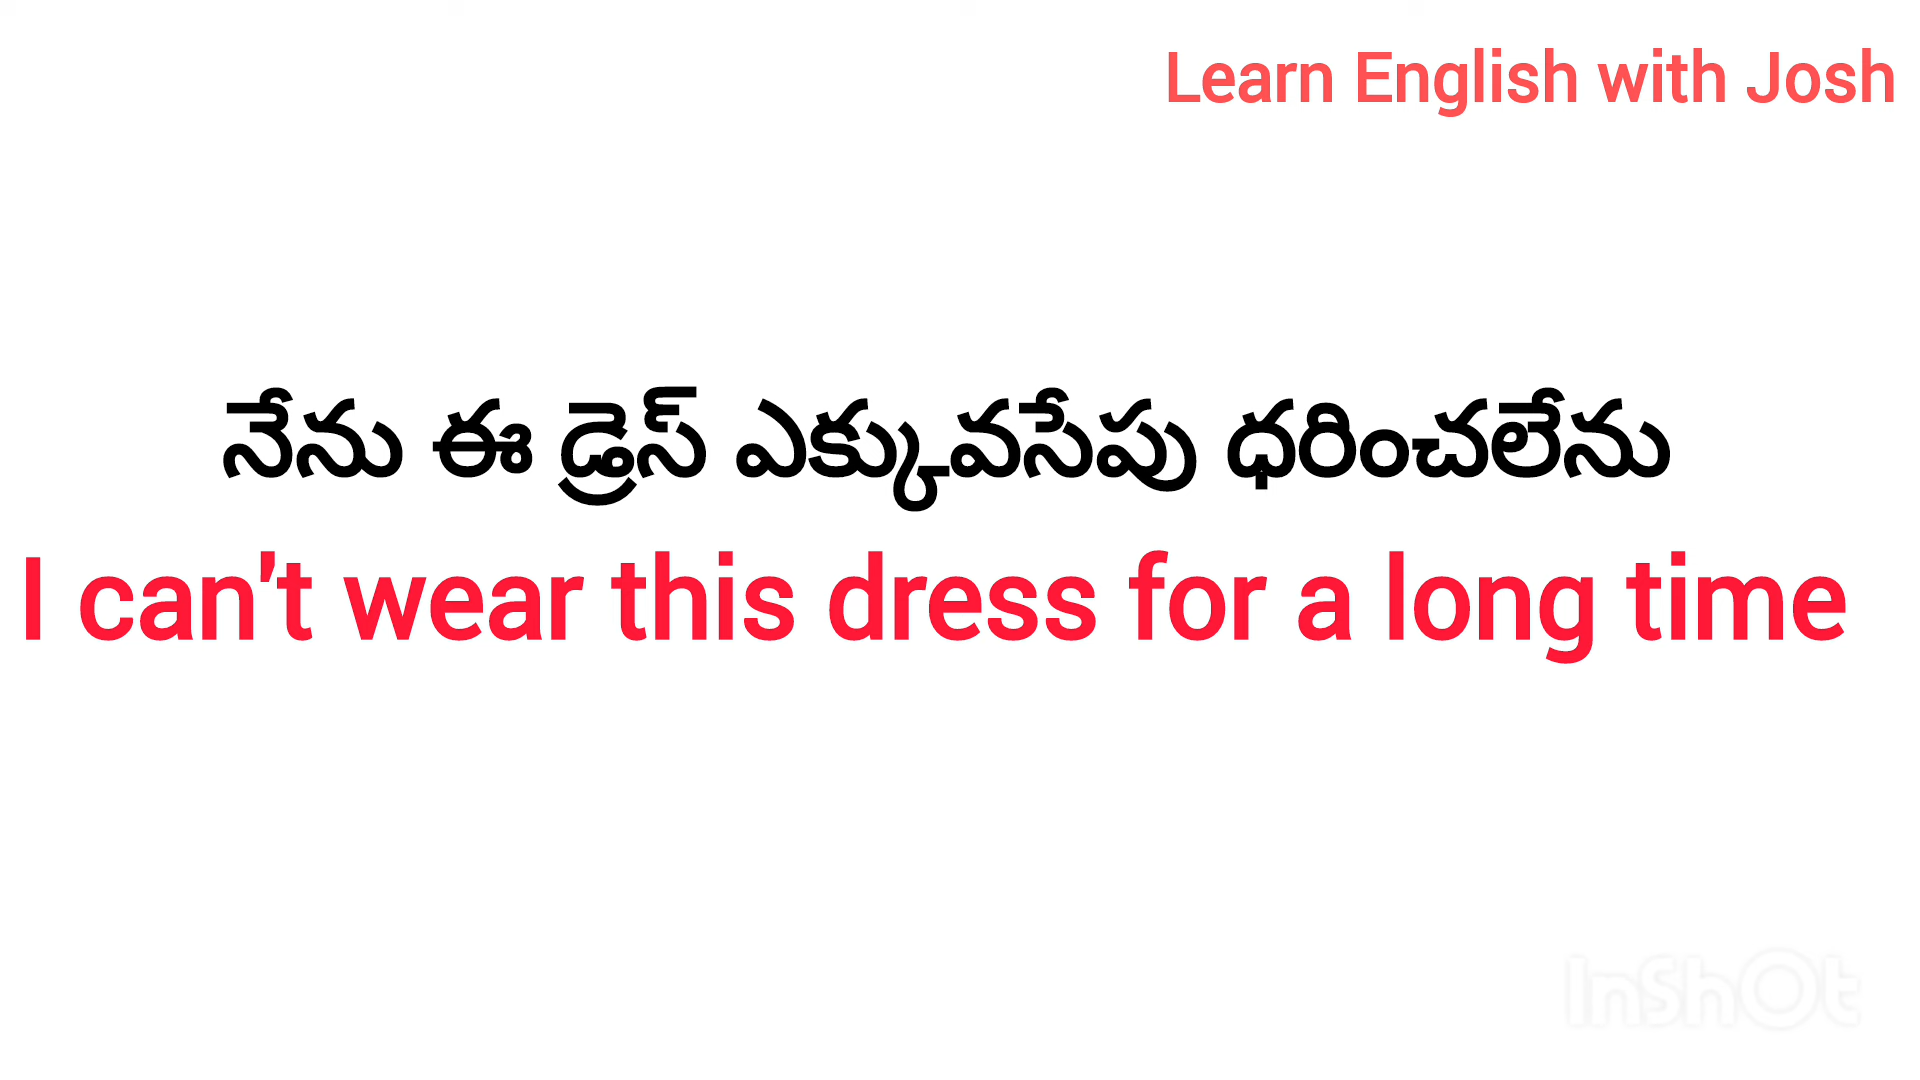 Learn English with Josh
నేను ఈ డ్రెస్ ఎక్కువసేపు ధరించలేను
I can't wear this dress for a long time
InShOt